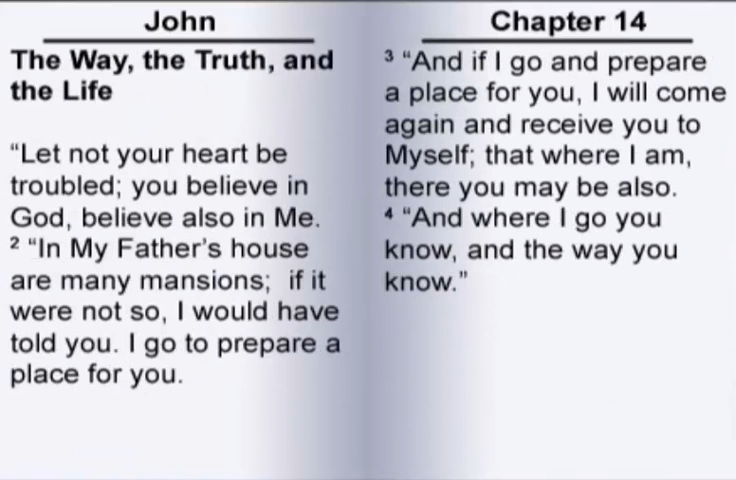 John
The Way, the Truth, and
the Life
“Let not your heart be
troubled; you believe in
God, believe also in Me.
² “In My Father’s house
are many mansions;  if it
were not so, I would have
told you. I go to prepare a
place for you.
Chapter 14
³ “And if I go and prepare
a place for you, I will come
again and receive you to
Myself; that where I am,
there you may be also.
⁴ “And where I go you
know, and the way you
know.”